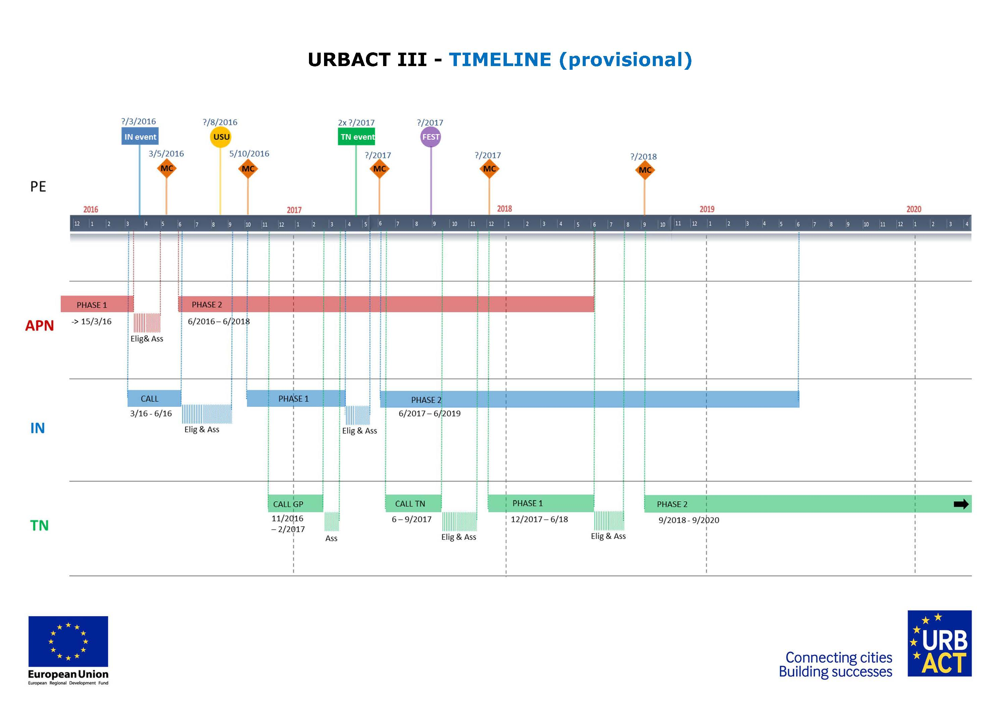 URBACT III - TIMELINE (provisional)
?/3/2016
?/8/2016
2x ?/2017
?/2017
IN event
USU
TN event
FEST
3/5/2016
5/10/2016
?/2017
?/2017
?/2018
MC
MC
MC
MC
MC
PE
2016
2017
2018
2019
2020
12 1 2 3 4 5 6 7 8 9 10 11 12 1 2 3 4 5 6 7 8 9 10 11 12 1 2 3 4 5 6 7 8 9 10 11 12 1 2 3 4 5 6 7 8 9 10 11 12 1 2 3 4
PHASE 1
PHASE 2
APN
-> 15/3/16
6/2016 – 6/2018
Elig& Ass
CALL
PHASE 1
PHASE 2
3/16 - 6/16
6/2017 – 6/2019
IN
Elig & Ass
Elig & Ass
CALL GP
CALL TN
PHASE 1
PHASE 2
TN
11/2016
– 2/2017
6 – 9/2017
12/2017 – 6/18
9/2018 - 9/2020
Ass
Elig & Ass
Elig & Ass
European Union
European Regional Development Fund
Connecting cities
Building successes
URB
ACT